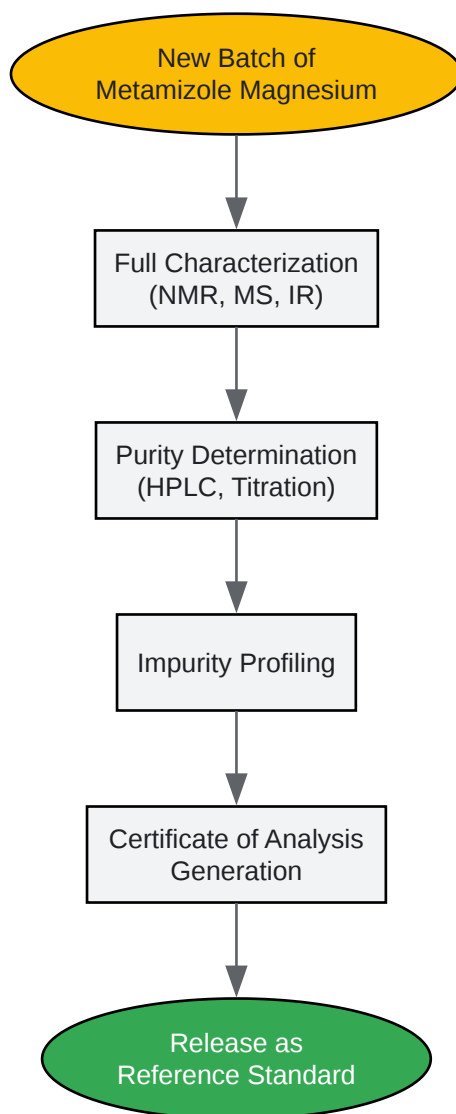 New Batch of
Metamizole Magnesium
Full Characterization
(NMR, MS, IR)
Purity Determination
(HPLC, Titration)
Impurity Profiling
Certificate of Analysis
Generation
Release as
Reference Standard